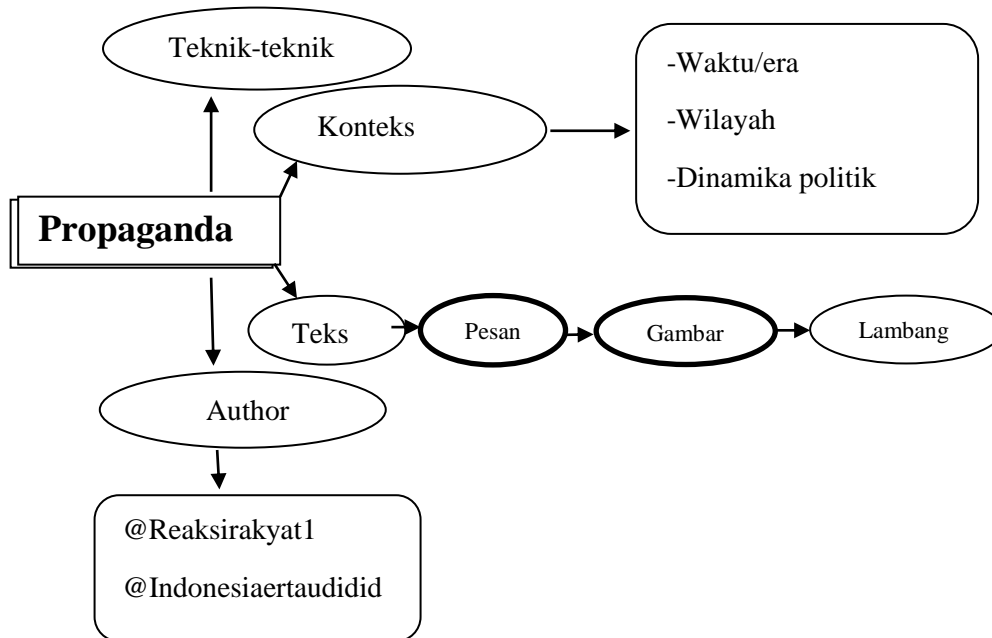 Teknik-teknik
Konteks
-Waktu/era
-Wilayah
-Dinamika politik
Propaganda
Teks
Pesan
Gambar
Lambang
Author
@Reaksirakyat1
@Indonesiaertaudidid